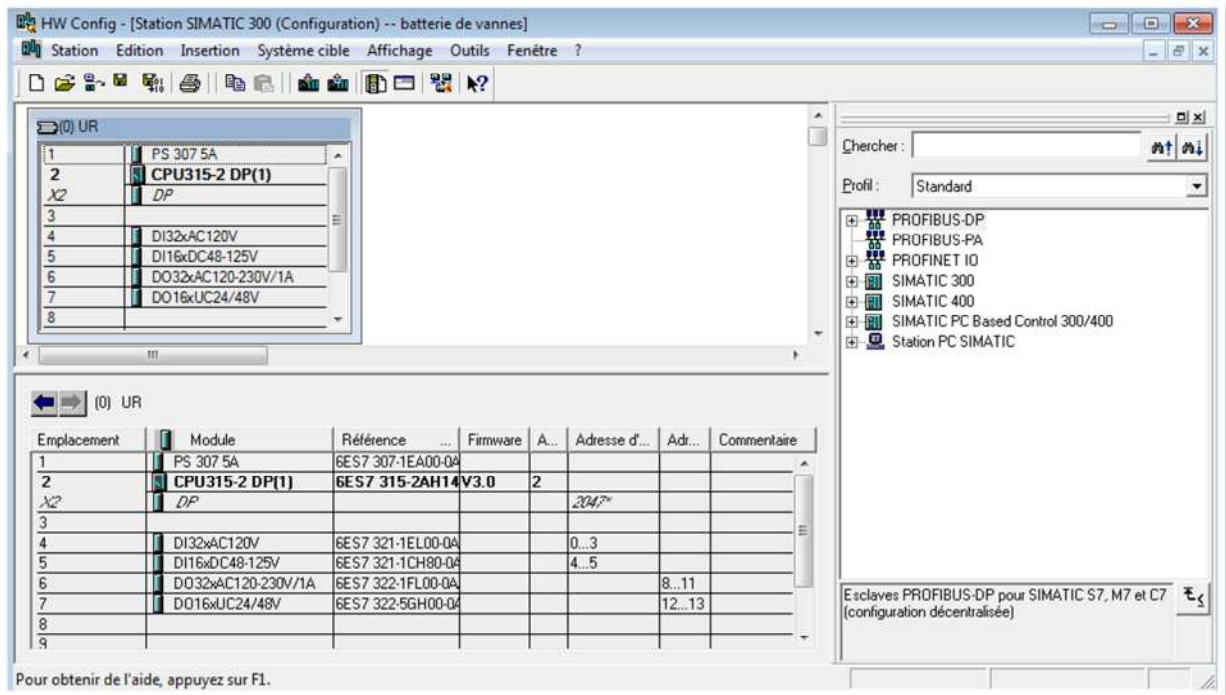 HW Config - [Station SIMATIC 300 (Configuration) -- batterie de vannes]
Station Edition Insertion Système cible Affichage Outils Fenêtre ?
(0) UR
1 PS 307 5A
2 CPU315-2 DP(1)
X2 DP
3
4 DI32xAC120V
5 DI16xDC48-125V
6 DO32xAC120-230V/1A
7 DO16xUC24/48V
8
Chercher :
Profil : Standard
PROFIBUS-DP
PROFIBUS-PA
PROFINET IO
SIMATIC 300
SIMATIC 400
SIMATIC PC Based Control 300/400
Station PC SIMATIC
(0) UR
Emplacement Module Référence ... Firmware A... Adresse d'... Adr... Commentaire
1 PS 307 5A 6ES7 307-1EA00-0A
2 CPU315-2 DP(1) 6ES7 315-2AH14 V3.0 2
X2 DP 2047*
3
4 DI32xAC120V 6ES7 321-1EL00-0A 0...3
5 DI16xDC48-125V 6ES7 321-1CH80-0A 4...5
6 DO32xAC120-230V/1A 6ES7 322-1FL00-0A 8...11
7 DO16xUC24/48V 6ES7 322-5GH00-0A 12...13
8
9
Esclaves PROFIBUS-DP pour SIMATIC S7, M7 et C7
(configuration décentralisée)
Pour obtenir de l'aide, appuyez sur F1.